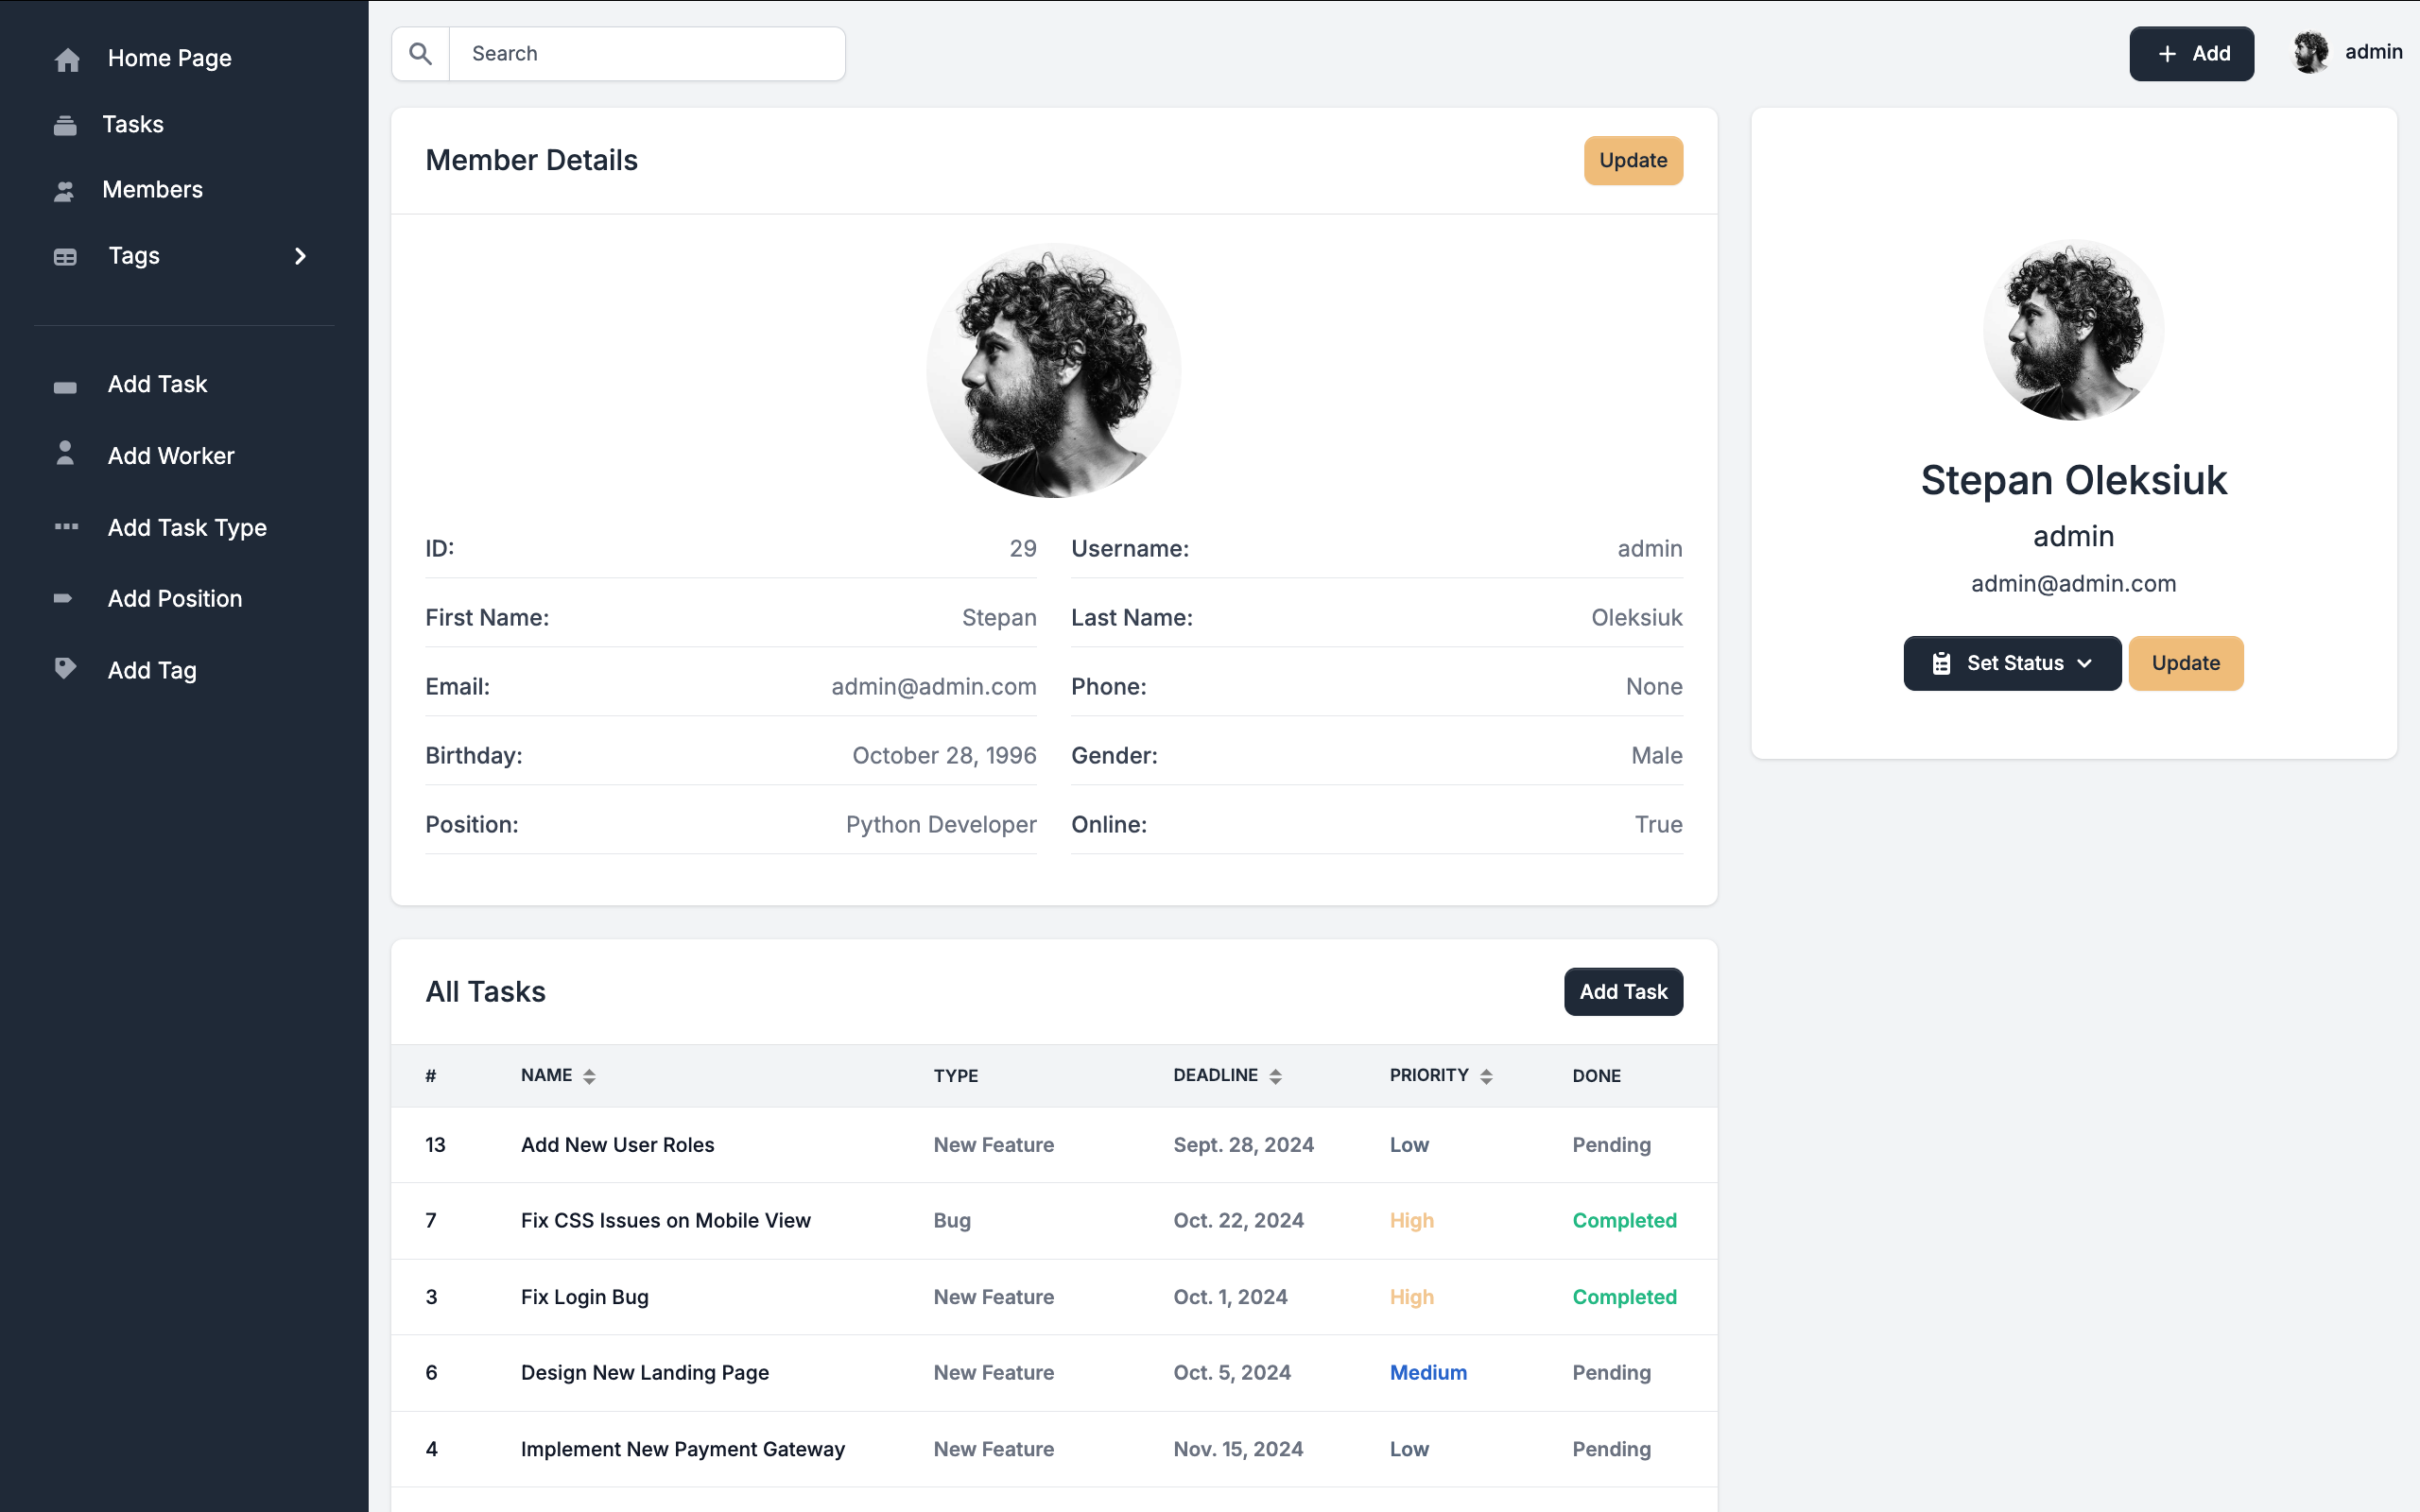 Home Page
Tasks
Members
Tags
Add Task
Add Worker
Add Task Type
Add Position
Add Tag
Search
Add
admin
Member Details
Update
ID: 29 Username: admin
First Name: Stepan Last Name: Oleksiuk
Email: admin@admin.com Phone: None
Birthday: October 28, 1996 Gender: Male
Position: Python Developer Online: True
Stepan Oleksiuk
admin
admin@admin.com
Set Status Update
All Tasks
Add Task
# NAME TYPE DEADLINE PRIORITY DONE
13 Add New User Roles New Feature Sept. 28, 2024 Low Pending
7 Fix CSS Issues on Mobile View Bug Oct. 22, 2024 High Completed
3 Fix Login Bug New Feature Oct. 1, 2024 High Completed
6 Design New Landing Page New Feature Oct. 5, 2024 Medium Pending
4 Implement New Payment Gateway New Feature Nov. 15, 2024 Low Pending